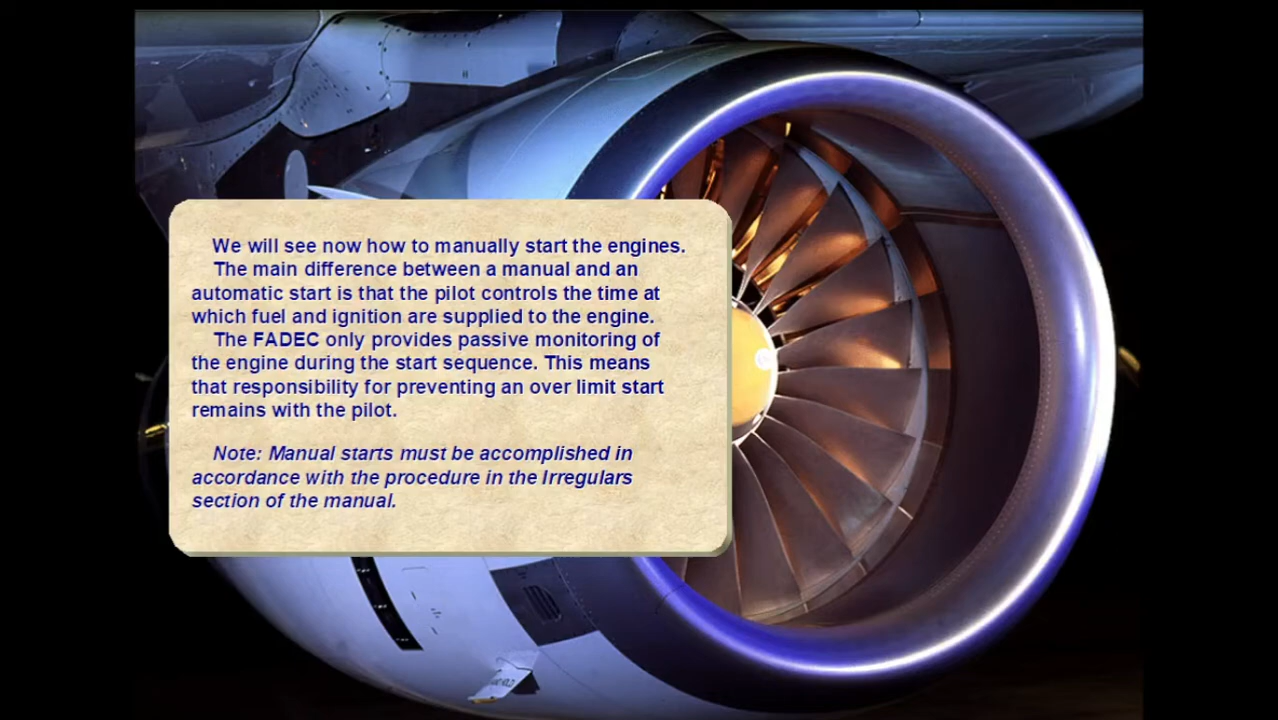 We will see now how to manually start the engines.
The main difference between a manual and an
automatic start is that the pilot controls the time at
which fuel and ignition are supplied to the engine.
The FADEC only provides passive monitoring of
the engine during the start sequence. This means
that responsibility for preventing an over limit start
remains with the pilot.
Note: Manual starts must be accomplished in
accordance with the procedure in the Irregulars
section of the manual.